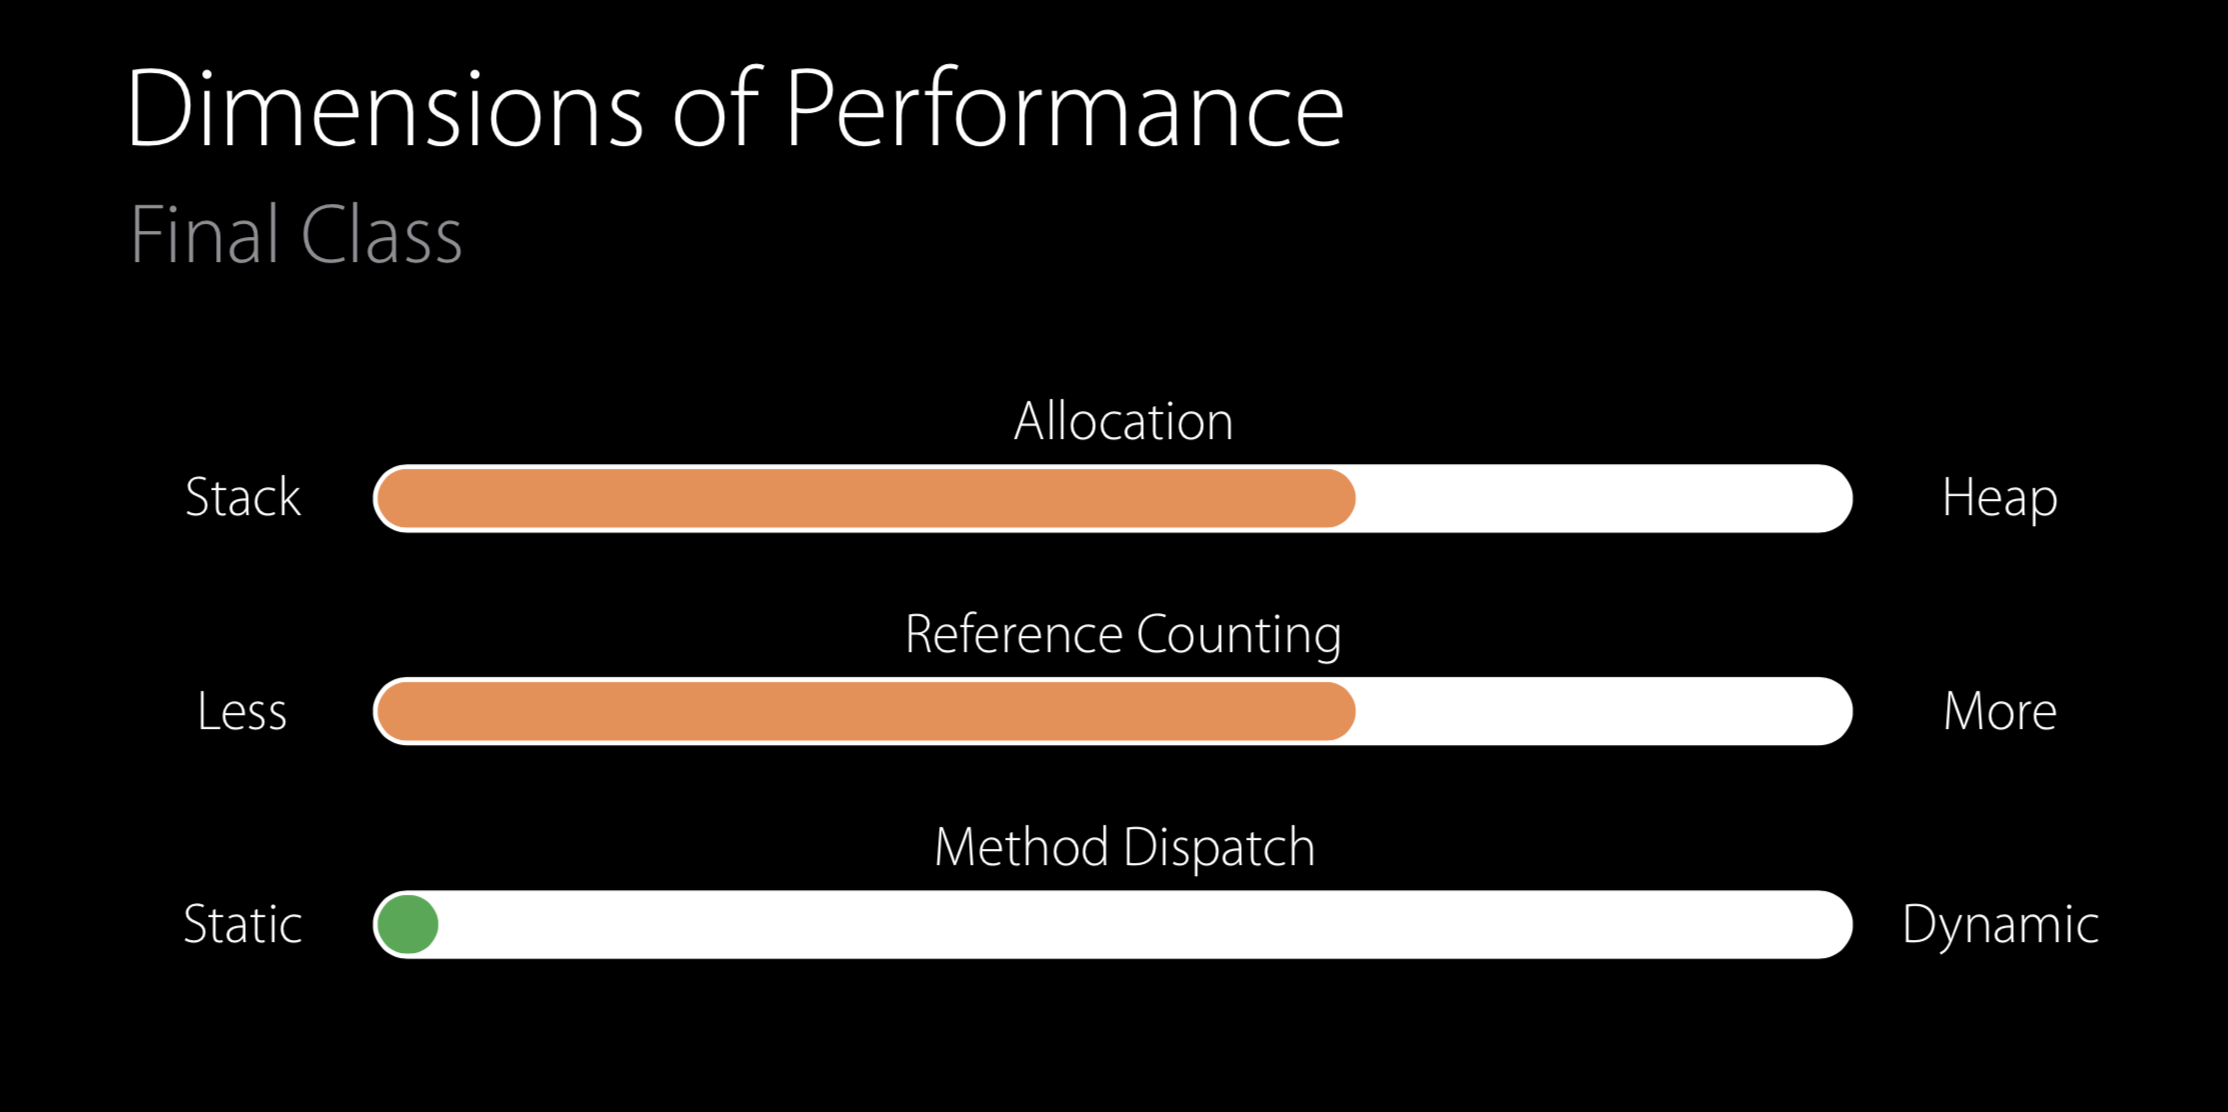 Dimensions of Performance
Final Class
Allocation
Stack Heap
Reference Counting
Less More
Method Dispatch
Static Dynamic